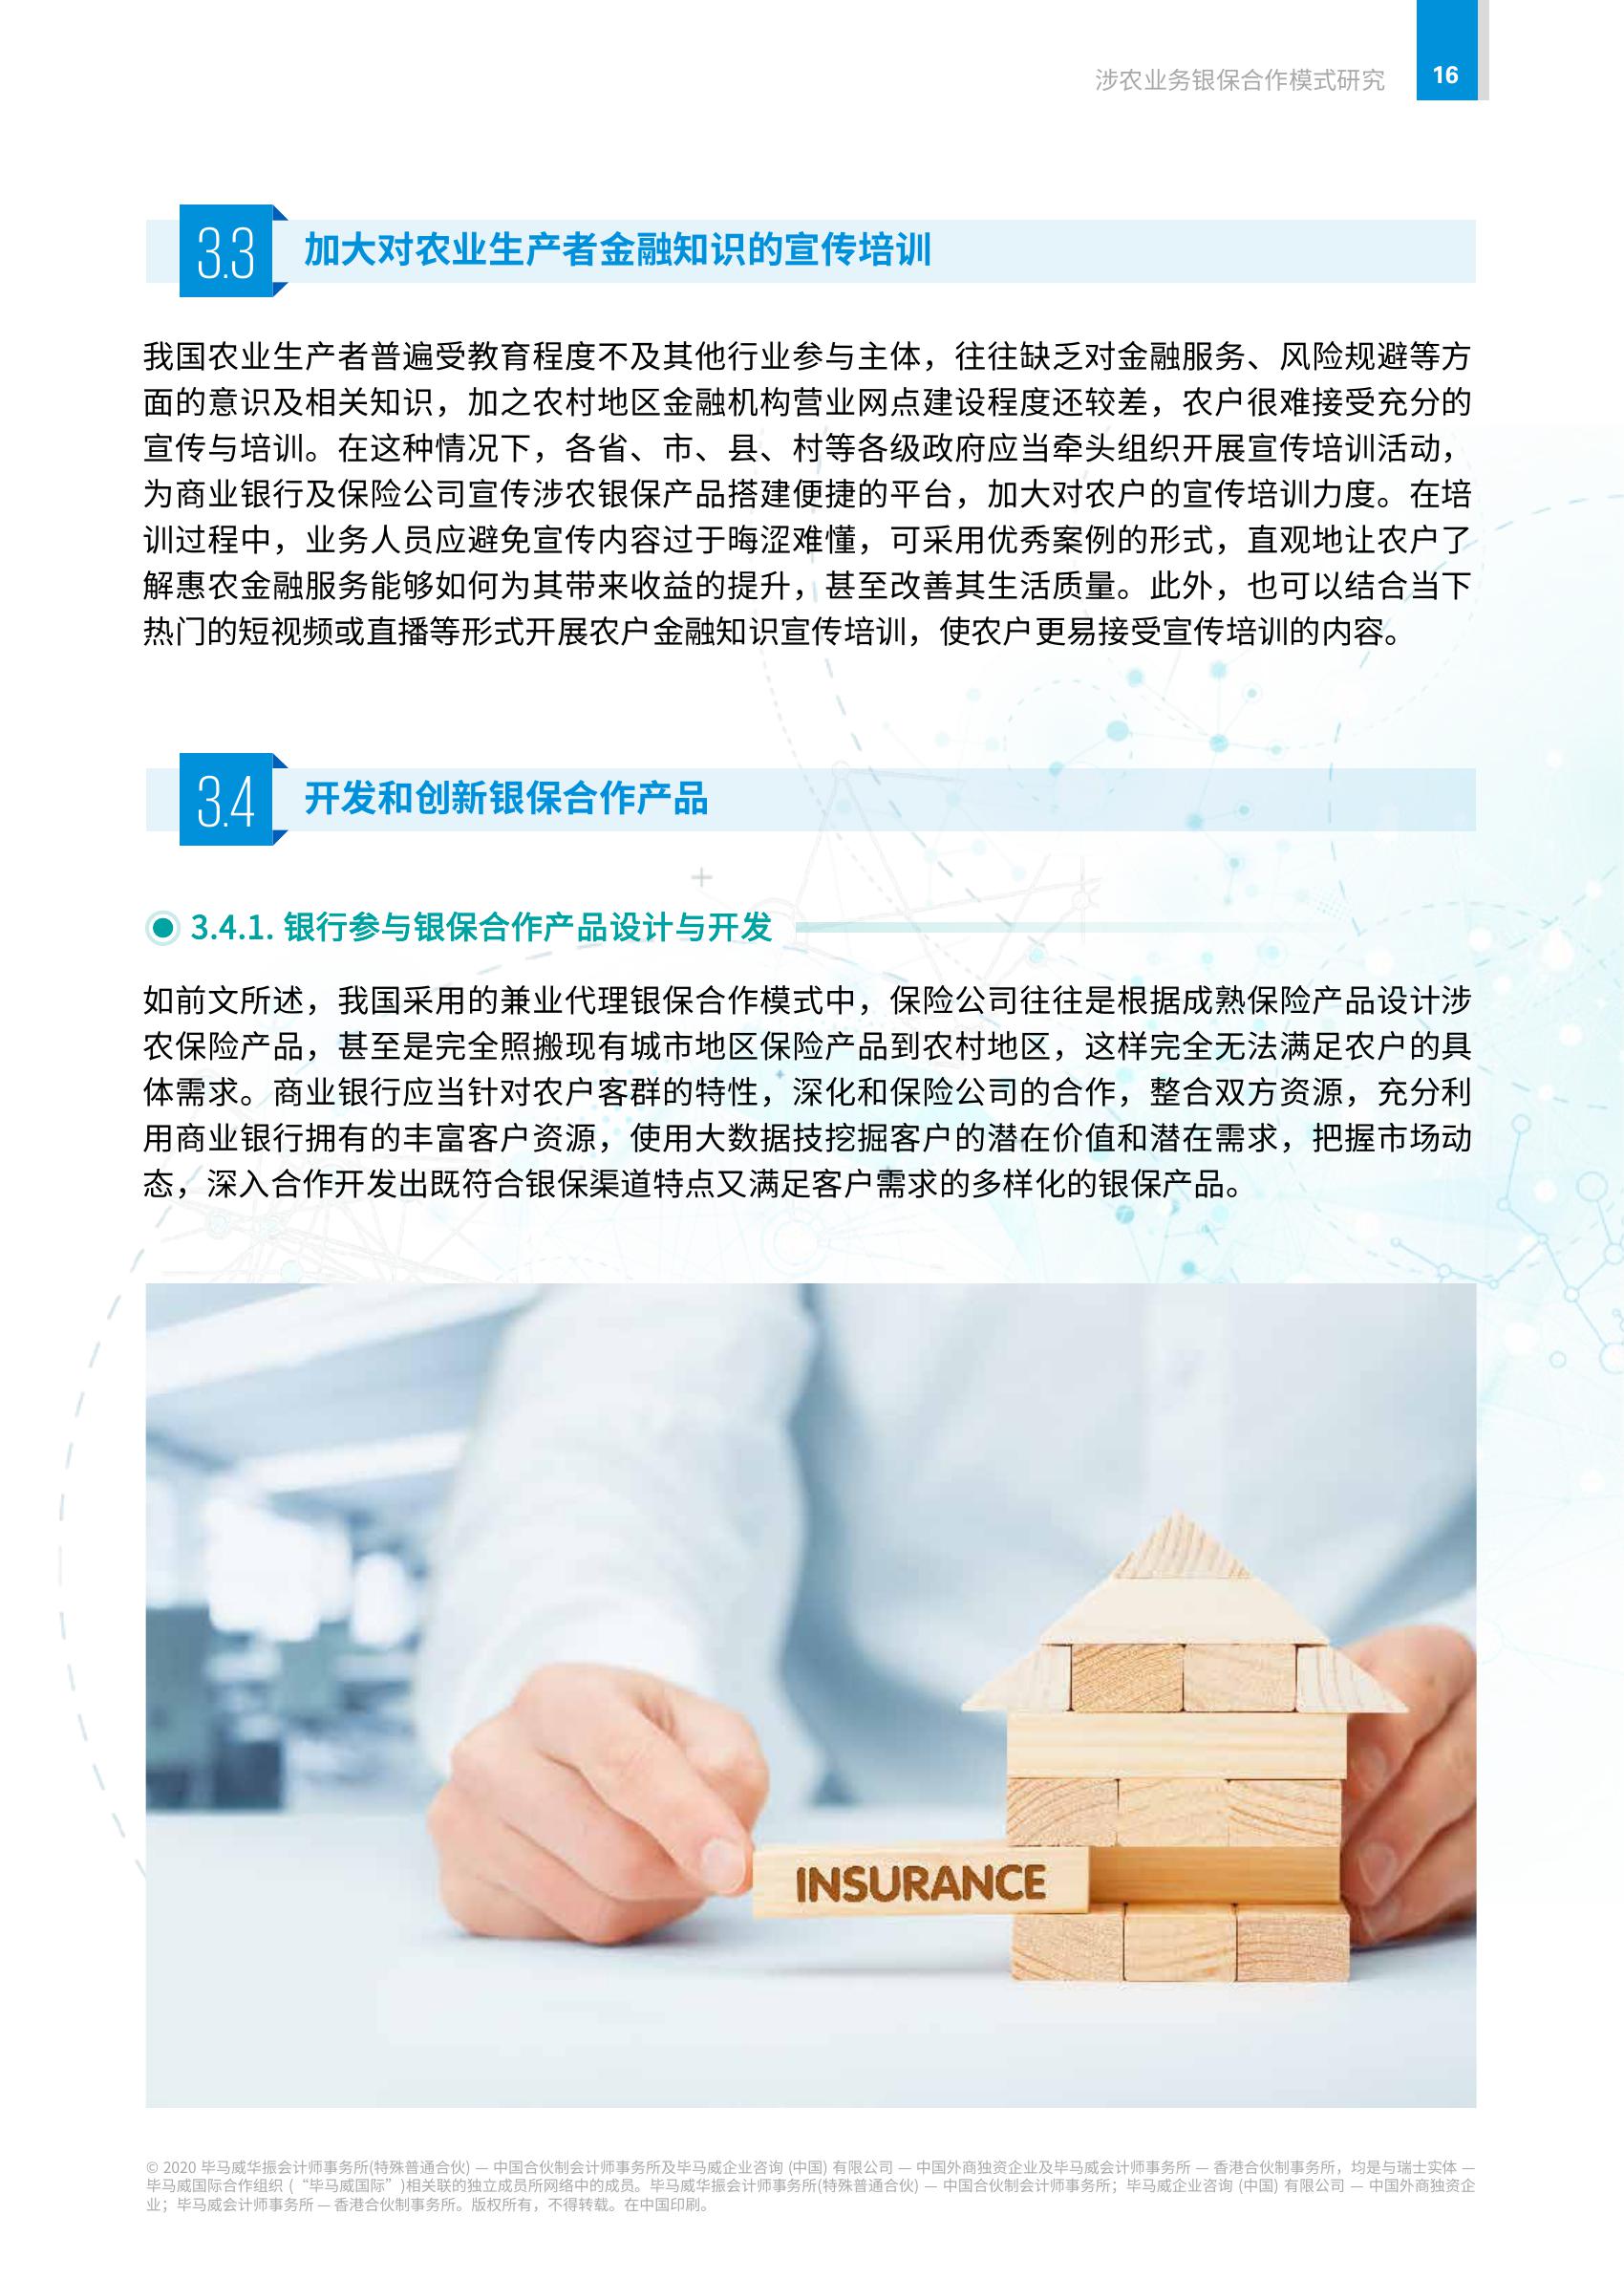 涉农业务银保合作模式研究
16
3.3
加大对农业生产者金融知识的宣传培训
我国农业生产者普遍受教育程度不及其他行业参与主体，往往缺乏对金融服务、风险规避等方
面的意识及相关知识，加之农村地区金融机构营业网点建设程度还较差，农户很难接受充分的
宣传与培训。在这种情况下，各省、市、县、村等各级政府应当牵头组织开展宣传培训活动，
为商业银行及保险公司宣传涉农银保产品搭建便捷的平台，加大对农户的宣传培训力度。在培
训过程中，业务人员应避免宣传内容过于晦涩难懂，可采用优秀案例的形式，直观地让农户了
解惠农金融服务能够如何为其带来收益的提升，甚至改善其生活质量。此外，也可以结合当下
热门的短视频或直播等形式开展农户金融知识宣传培训，使农户更易接受宣传培训的内容。
3.4
开发和创新银保合作产品
3.4.1. 银行参与银保合作产品设计与开发
如前文所述，我国采用的兼业代理银保合作模式中，保险公司往往是根据成熟保险产品设计涉
农保险产品，甚至是完全照搬现有城市地区保险产品到农村地区，这样完全无法满足农户的具
体需求。商业银行应当针对农户客群的特性，深化和保险公司的合作，整合双方资源，充分利
用商业银行拥有的丰富客户资源，使用大数据技挖掘客户的潜在价值和潜在需求，把握市场动
态，深入合作开发出既符合银保渠道特点又满足客户需求的多样化的银保产品。
INSURANCE
© 2020 毕马威华振会计师事务所(特殊普通合伙) — 中国合伙制会计师事务所及毕马威企业咨询 (中国) 有限公司 — 中国外商独资企业及毕马威会计师事务所 — 香港合伙制事务所，均是与瑞士实体 —
毕马威国际合作组织 (“毕马威国际”)相关联的独立成员所网络中的成员。毕马威华振会计师事务所(特殊普通合伙) — 中国合伙制会计师事务所；毕马威企业咨询 (中国) 有限公司 — 中国外商独资企
业；毕马威会计师事务所 — 香港合伙制事务所。版权所有，不得转载。在中国印刷。